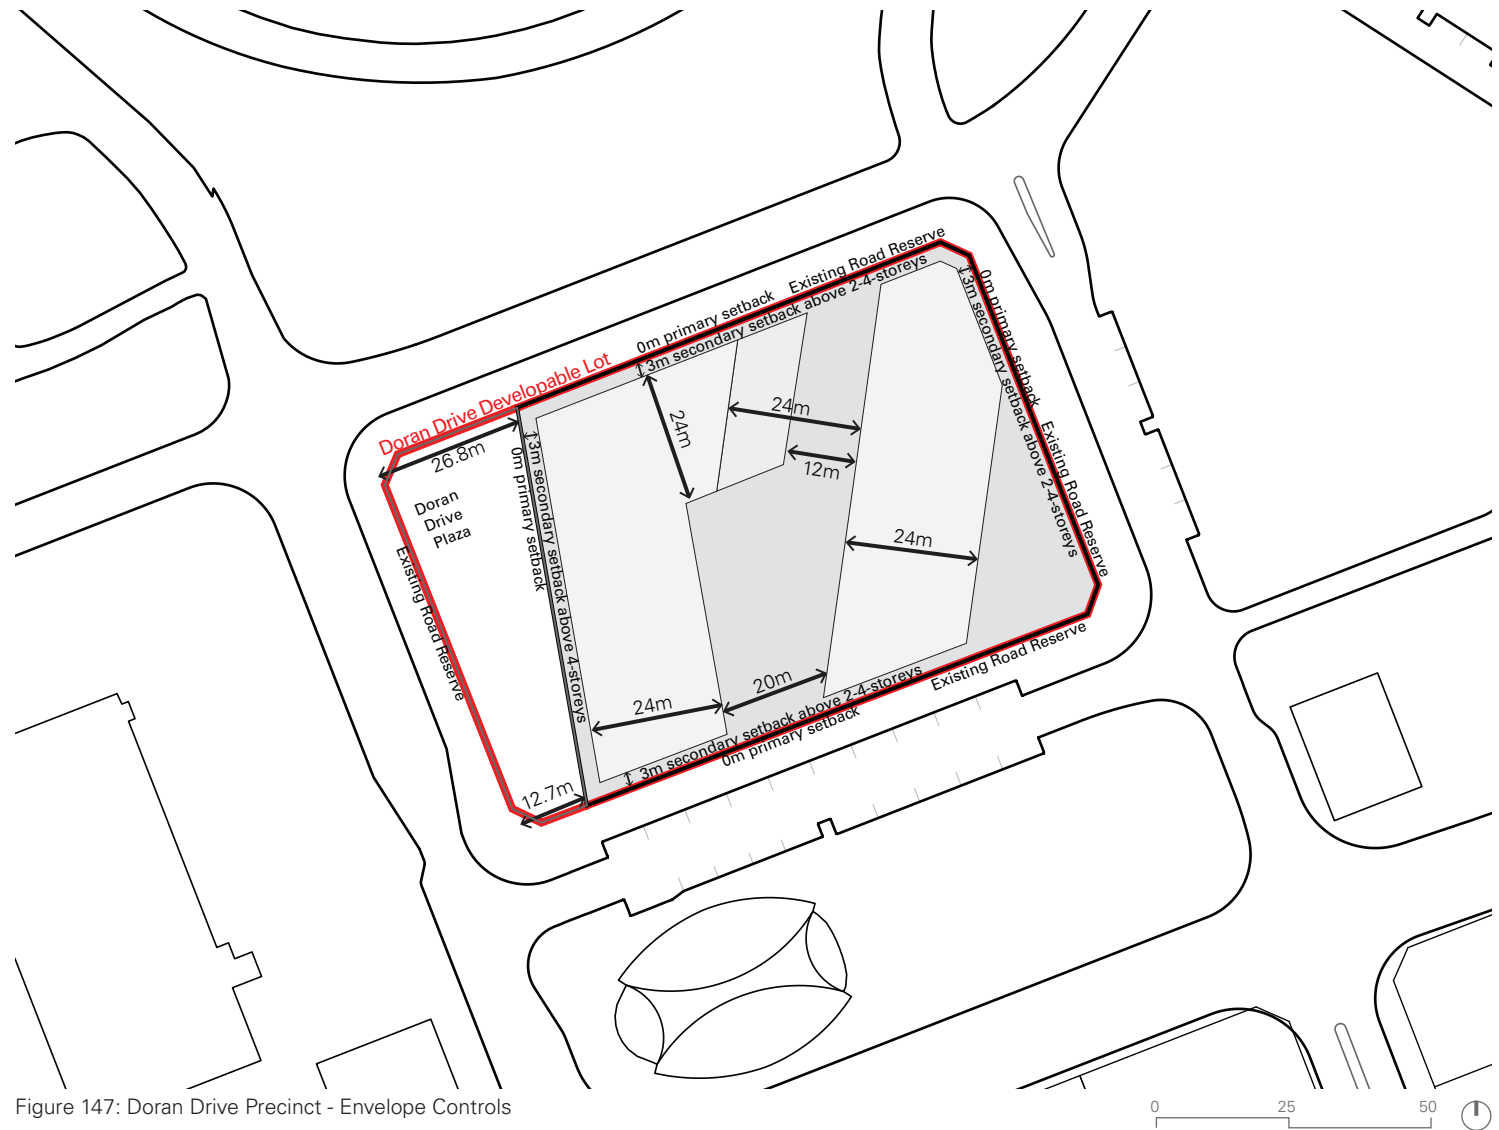 Existing Road Reserve
0m primary setback
3m secondary setback above 2-4-storeys
Doran Drive Developable Lot
26.8m
Doran
Drive
Plaza
Existing Road Reserve
0m primary setback
3m secondary setback above 4-storeys
24m
24m
12m
24m
24m
20m
12.7m
0m primary setback
3m secondary setback above 2-4-storeys
Existing Road Reserve
3m secondary setback above 2-4-storeys
0m primary setback
Existing Road Reserve
Figure 147: Doran Drive Precinct - Envelope Controls
0 25 50